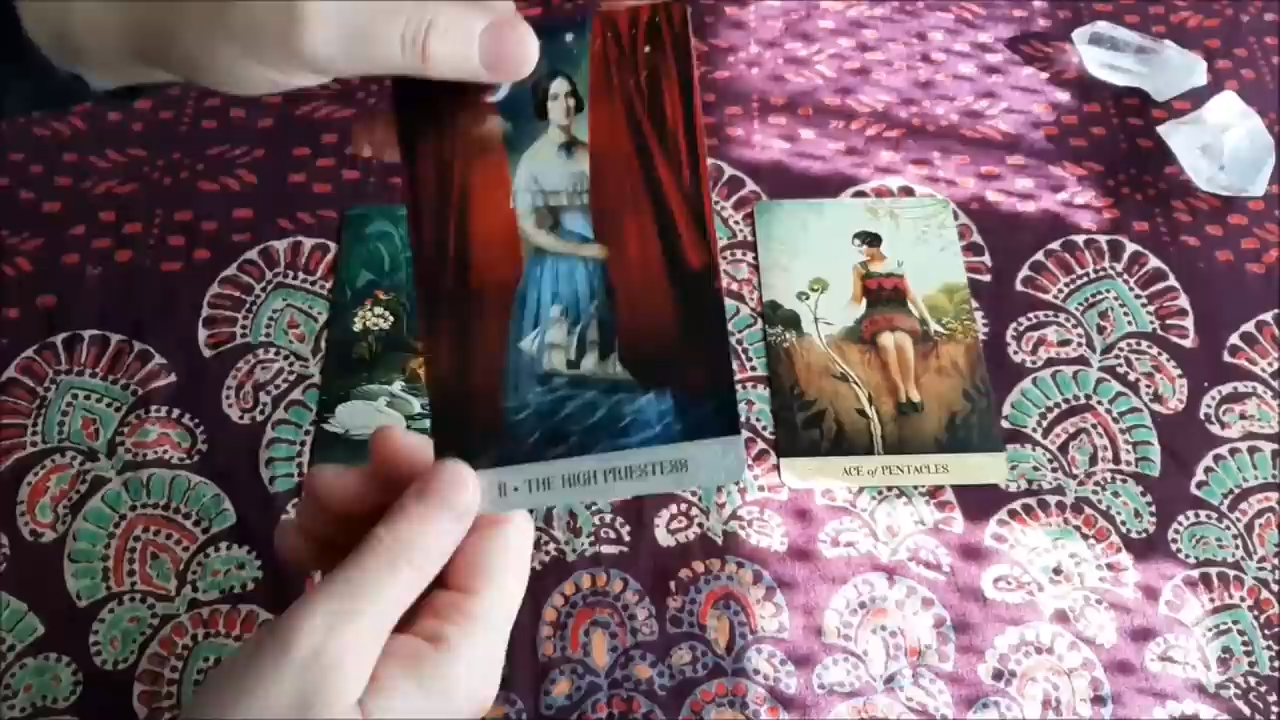 II • THE HIGH PRIESTESS
ACE of PENTACLES